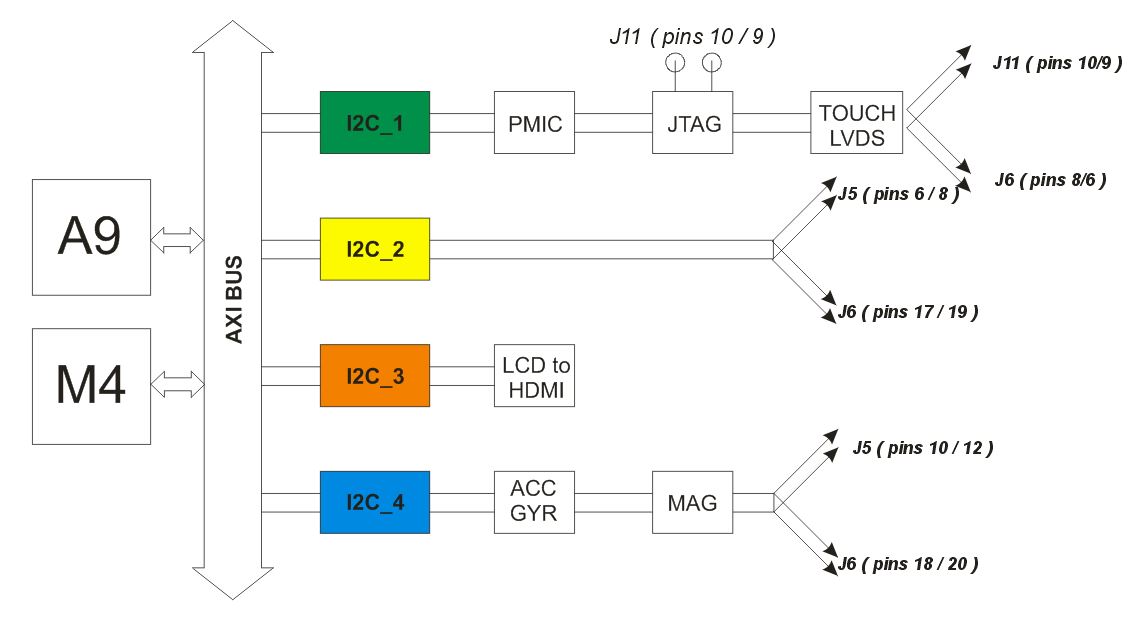 J11 ( pins 10 / 9 )
J11 ( pins 10/9 )
I2C_1
PMIC
JTAG
TOUCH
LVDS
J6 ( pins 8/6 )
J5 ( pins 6 / 8 )
A9
I2C_2
AXI BUS
J6 ( pins 17 / 19 )
M4
I2C_3
LCD to
HDMI
J5 ( pins 10 / 12 )
I2C_4
ACC
GYR
MAG
J6 ( pins 18 / 20 )